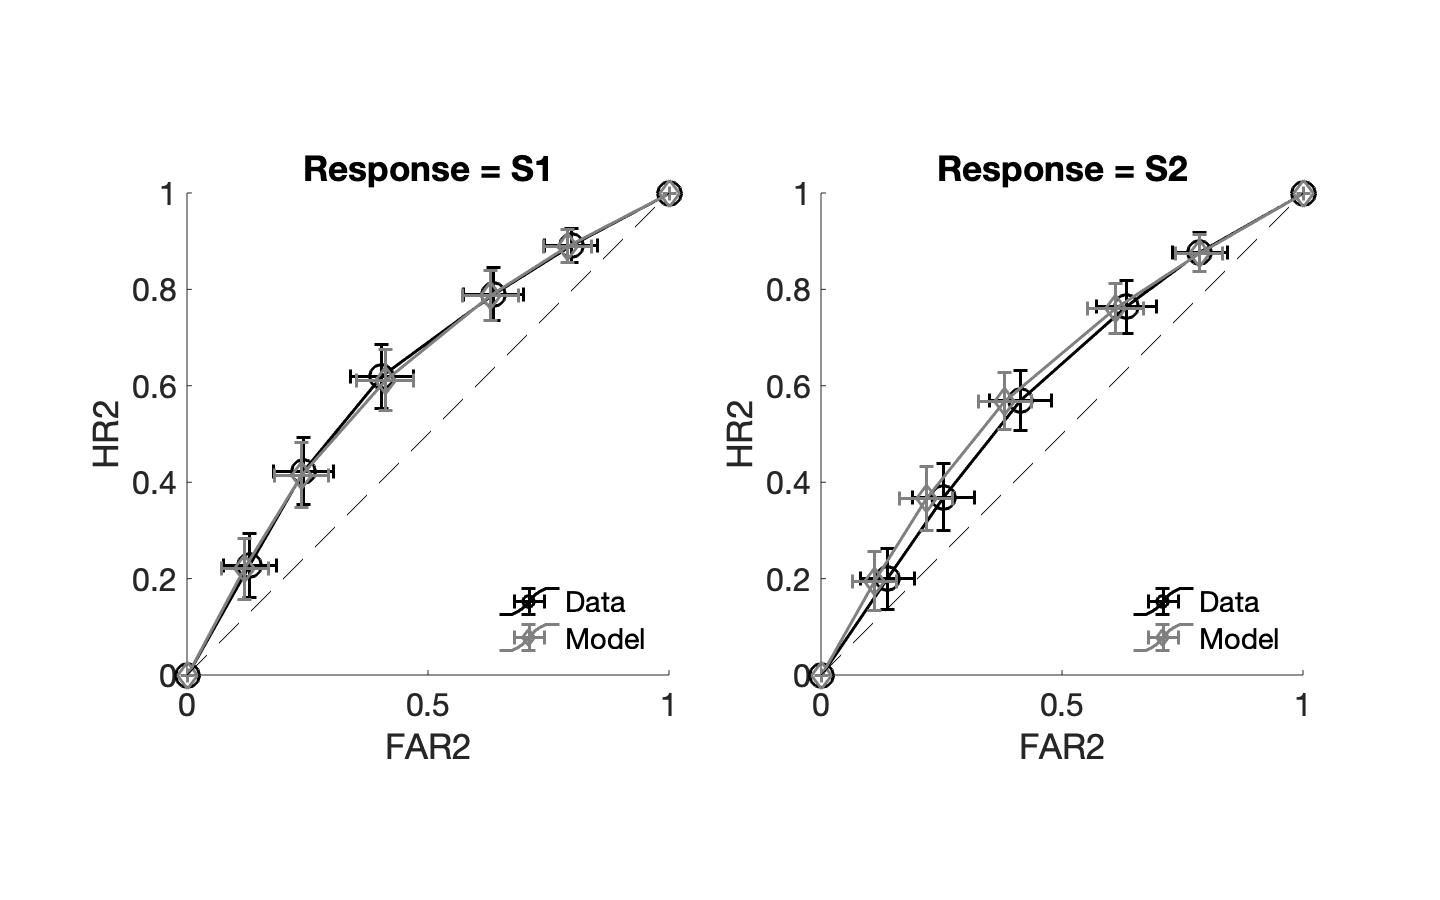 Response = S1
1
0.8
0.6
0.4
0.2
0
HR2
0
0.5
1
FAR2
Data
Model
Response = S2
1
0.8
0.6
0.4
0.2
0
HR2
0
0.5
1
FAR2
Data
Model